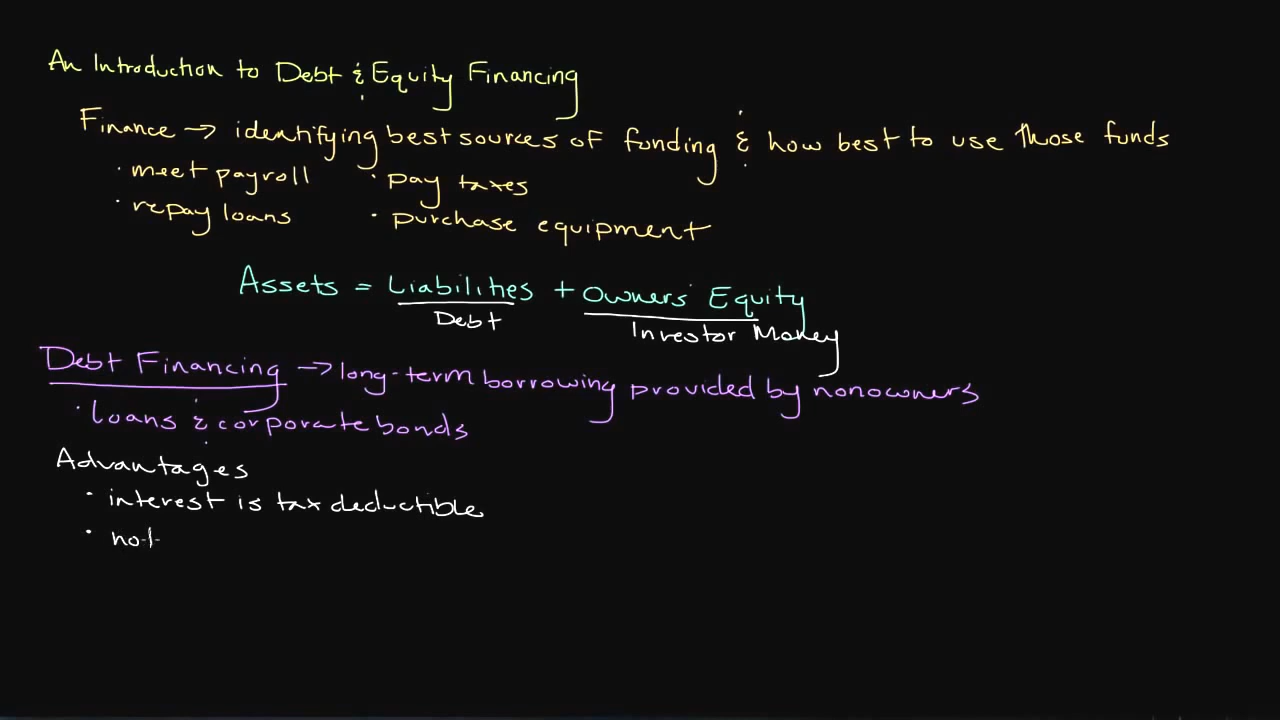 An Introduction to Debt & Equity Financing
Finance → identifying best sources of funding & how best to use those funds
· meet payroll · pay taxes
· repay loans · purchase equipment
Assets = Liabilities + Owners' Equity
Debt Investor Money
Debt Financing → long-term borrowing provided by nonowners
· loans & corporate bonds
Advantages
· interest is tax deductible
·